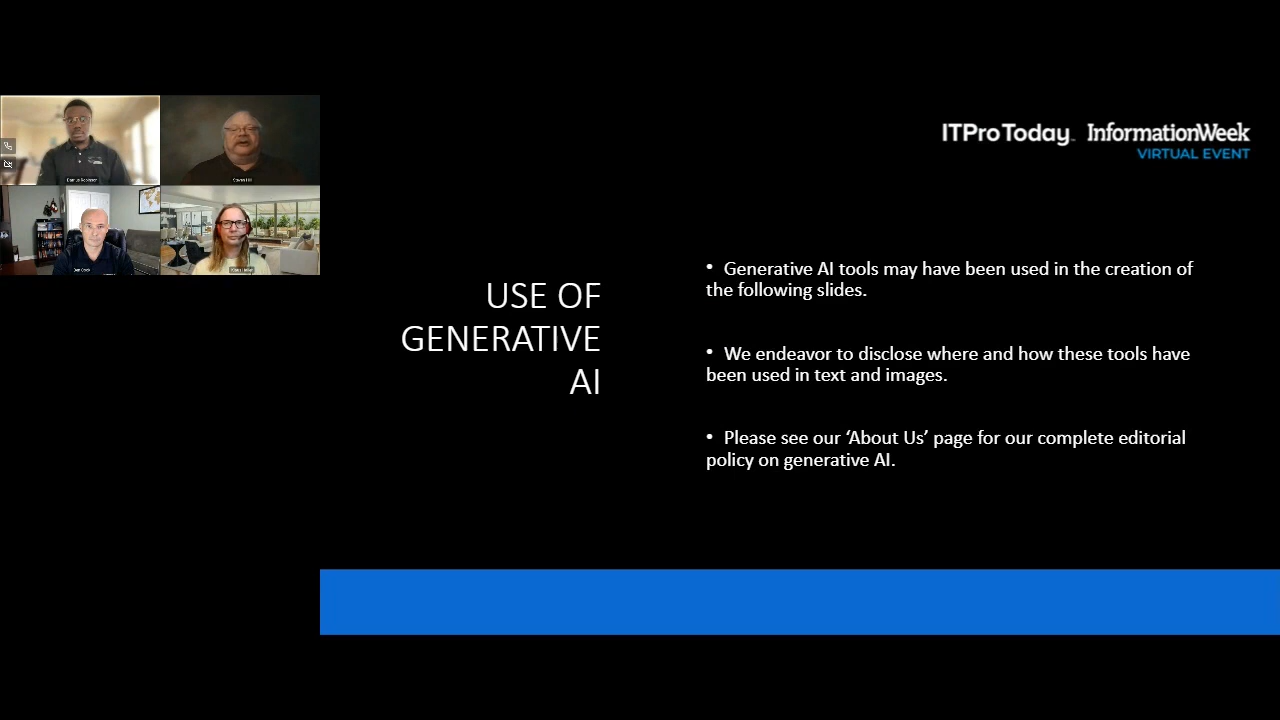 Steven Hill
ITProToday
InformationWeek
VIRTUAL EVENT
USE OF
GENERATIVE
AI
• Generative AI tools may have been used in the creation of
the following slides.
• We endeavor to disclose where and how these tools have
been used in text and images.
• Please see our ‘About Us’ page for our complete editorial
policy on generative AI.